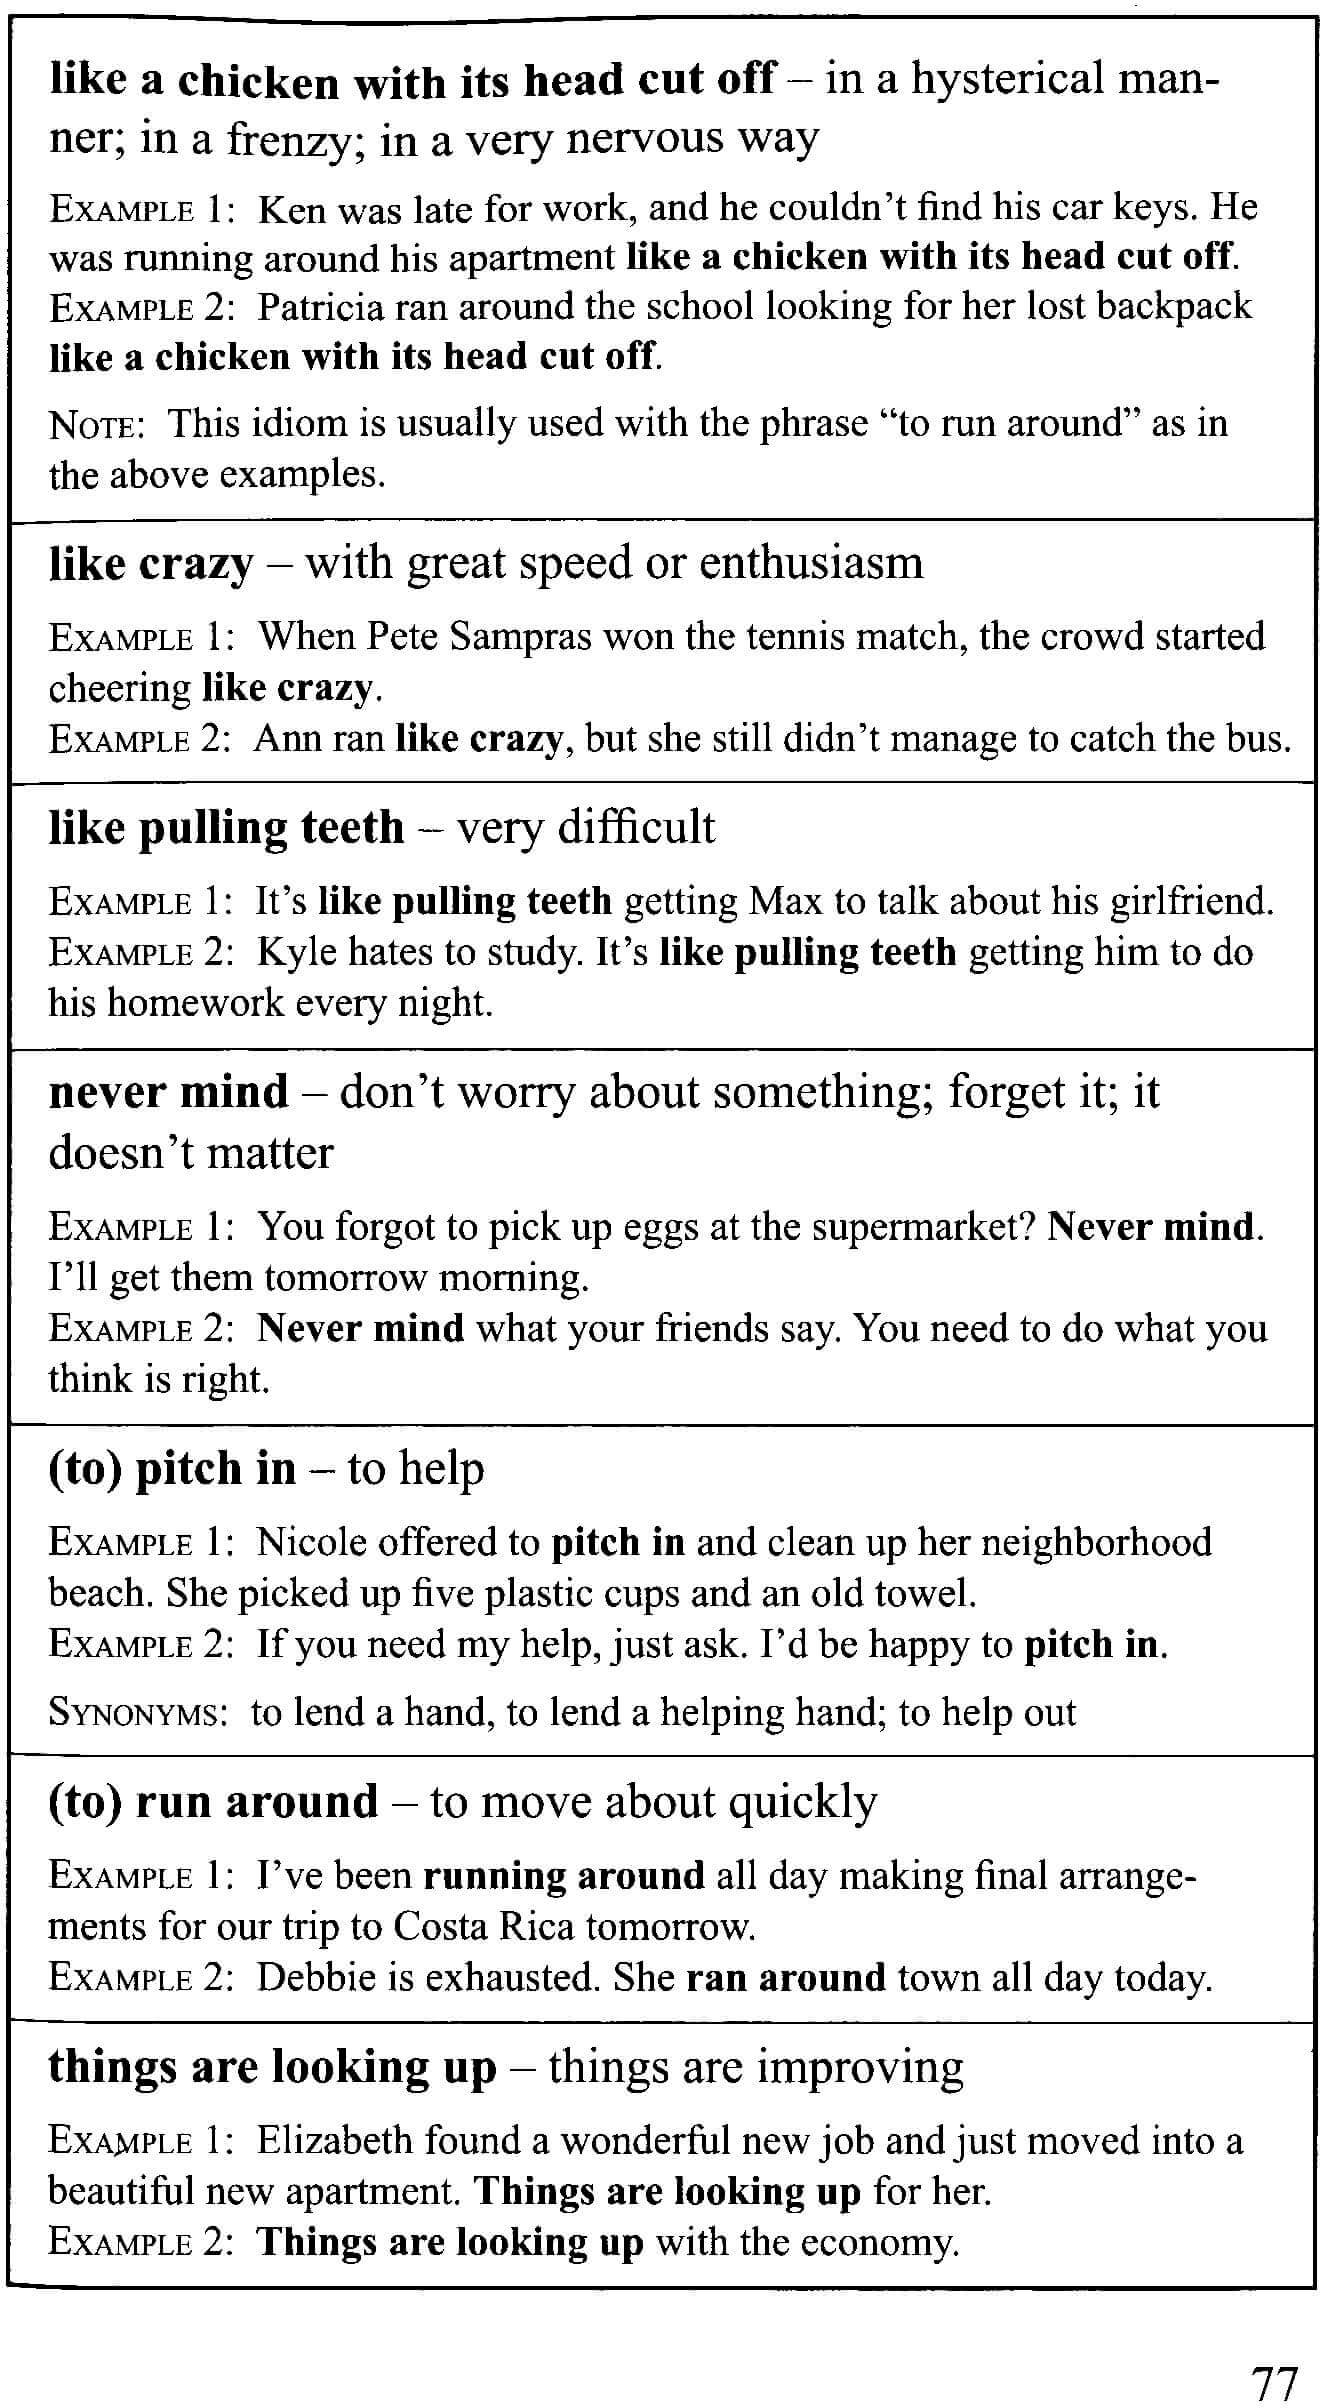 like a chicken with its head cut off – in a hysterical man-
ner; in a frenzy; in a very nervous way
EXAMPLE 1: Ken was late for work, and he couldn't find his car keys. He
was running around his apartment like a chicken with its head cut off.
EXAMPLE 2: Patricia ran around the school looking for her lost backpack
like a chicken with its head cut off.
NOTE: This idiom is usually used with the phrase “to run around” as in
the above examples.
like crazy – with great speed or enthusiasm
EXAMPLE 1: When Pete Sampras won the tennis match, the crowd started
cheering like crazy.
EXAMPLE 2: Ann ran like crazy, but she still didn't manage to catch the bus.
like pulling teeth – very difficult
EXAMPLE 1: It's like pulling teeth getting Max to talk about his girlfriend.
EXAMPLE 2: Kyle hates to study. It's like pulling teeth getting him to do
his homework every night.
never mind – don't worry about something; forget it; it
doesn't matter
EXAMPLE 1: You forgot to pick up eggs at the supermarket? Never mind.
I'll get them tomorrow morning.
EXAMPLE 2: Never mind what your friends say. You need to do what you
think is right.
(to) pitch in – to help
EXAMPLE 1: Nicole offered to pitch in and clean up her neighborhood
beach. She picked up five plastic cups and an old towel.
EXAMPLE 2: If you need my help, just ask. I'd be happy to pitch in.
SYNONYMS: to lend a hand, to lend a helping hand; to help out
(to) run around – to move about quickly
EXAMPLE 1: I've been running around all day making final arrange-
ments for our trip to Costa Rica tomorrow.
EXAMPLE 2: Debbie is exhausted. She ran around town all day today.
things are looking up – things are improving
EXAMPLE 1: Elizabeth found a wonderful new job and just moved into a
beautiful new apartment. Things are looking up for her.
EXAMPLE 2: Things are looking up with the economy.
77